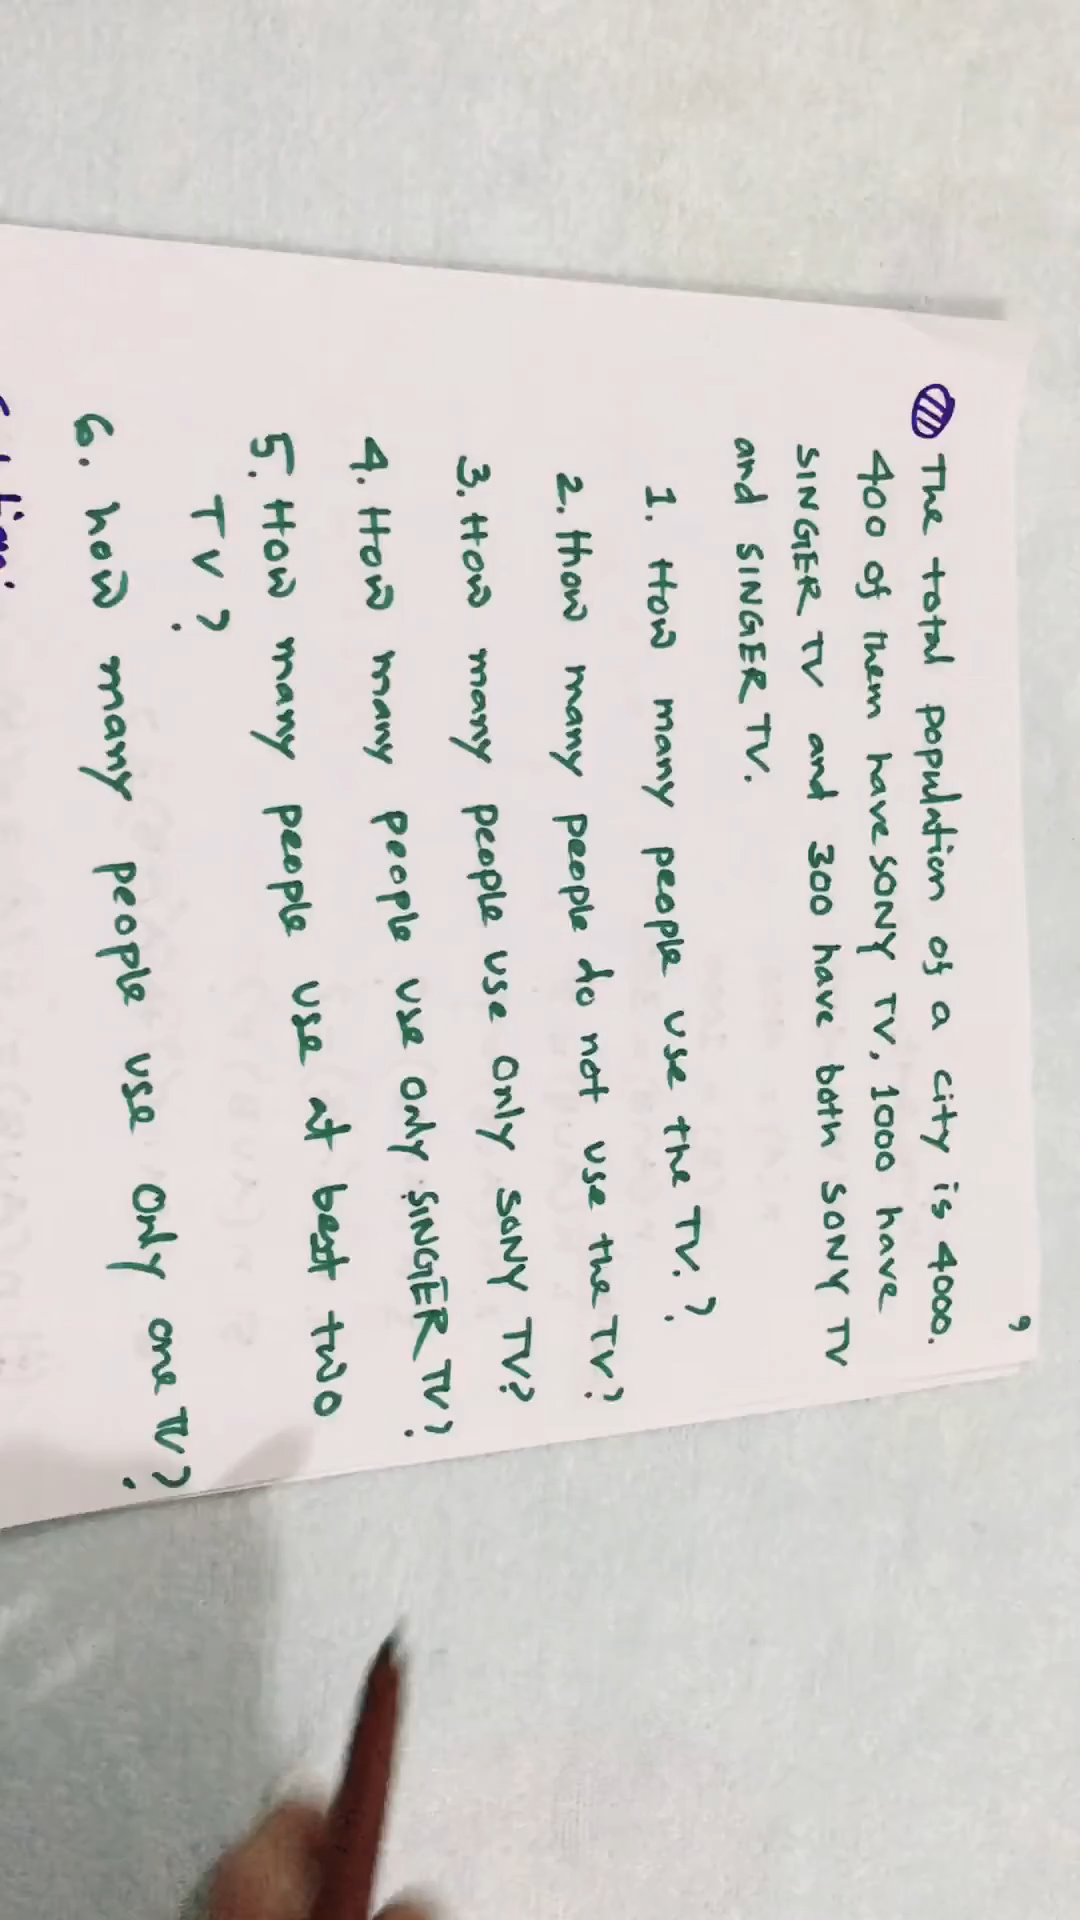 The total population of a city is 4000.
400 of them have SONY TV, 1000 have
SINGER TV and 300 have both SONY TV
and SINGER TV.
1. How many people use the TV.?
2. How many people do not use the TV?
3. How many people use only SONY TV?
4. How many people use only SINGER TV?
5. How many people use at best two
TV?
6. how many people use only one TV?